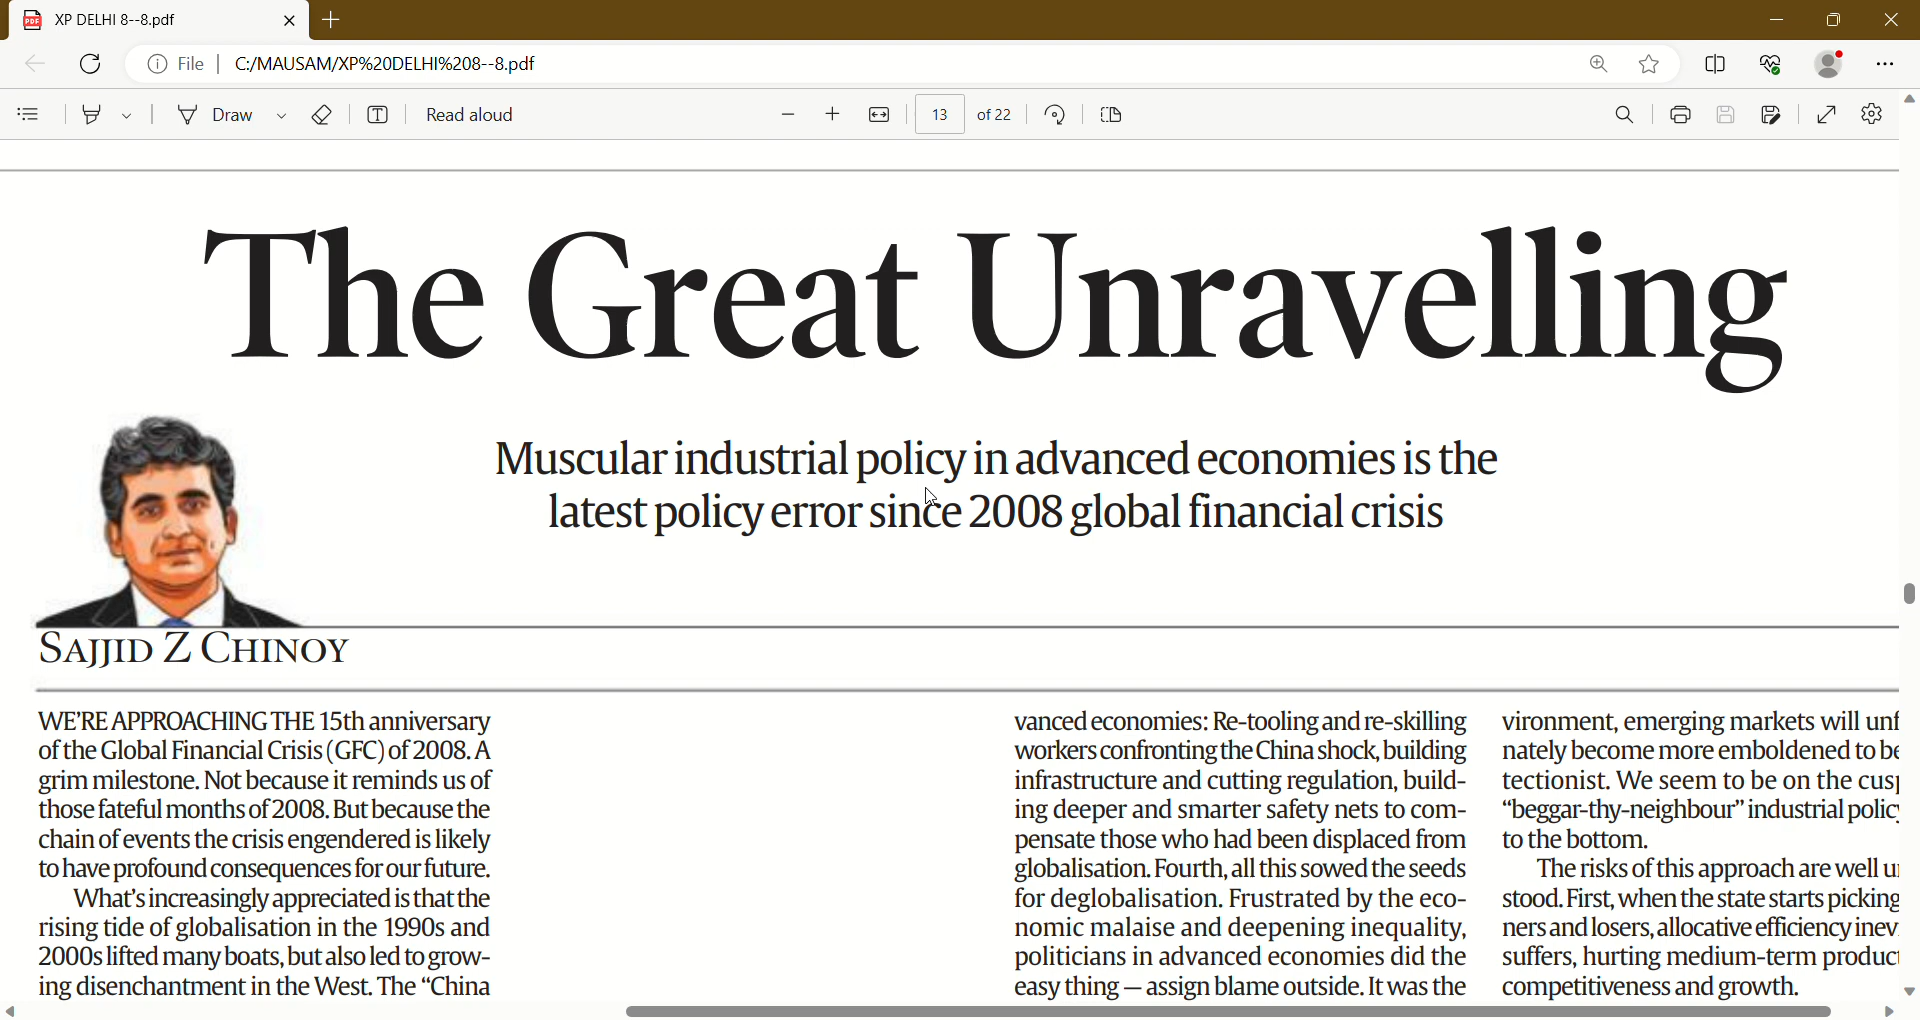 XP DELHI 8--8.pdf
File
C:/MAUSAM/XP%20DELHI%208--8.pdf
Draw
Read aloud
13 of 22
The Great Unravelling
Muscular industrial policy in advanced economies is the
latest policy error since 2008 global financial crisis
SAJJID Z CHINOY
WE'RE APPROACHING THE 15th anniversary
of the Global Financial Crisis (GFC) of 2008. A
grim milestone. Not because it reminds us of
those fateful months of 2008. But because the
chain of events the crisis engendered is likely
to have profound consequences for our future.
What's increasingly appreciated is that the
rising tide of globalisation in the 1990s and
2000s lifted many boats, but also led to grow-
ing disenchantment in the West. The “China
vanced economies: Re-tooling and re-skilling
workers confronting the China shock, building
infrastructure and cutting regulation, build-
ing deeper and smarter safety nets to com-
pensate those who had been displaced from
globalisation. Fourth, all this sowed the seeds
for deglobalisation. Frustrated by the eco-
nomic malaise and deepening inequality,
politicians in advanced economies did the
easy thing — assign blame outside. It was the
vironment, emerging markets will unf
nately become more emboldened to be
tectionist. We seem to be on the cusp
“beggar-thy-neighbour” industrial policy
to the bottom.
The risks of this approach are well u
stood. First, when the state starts picking
ners and losers, allocative efficiency inev
suffers, hurting medium-term product
competitiveness and growth.